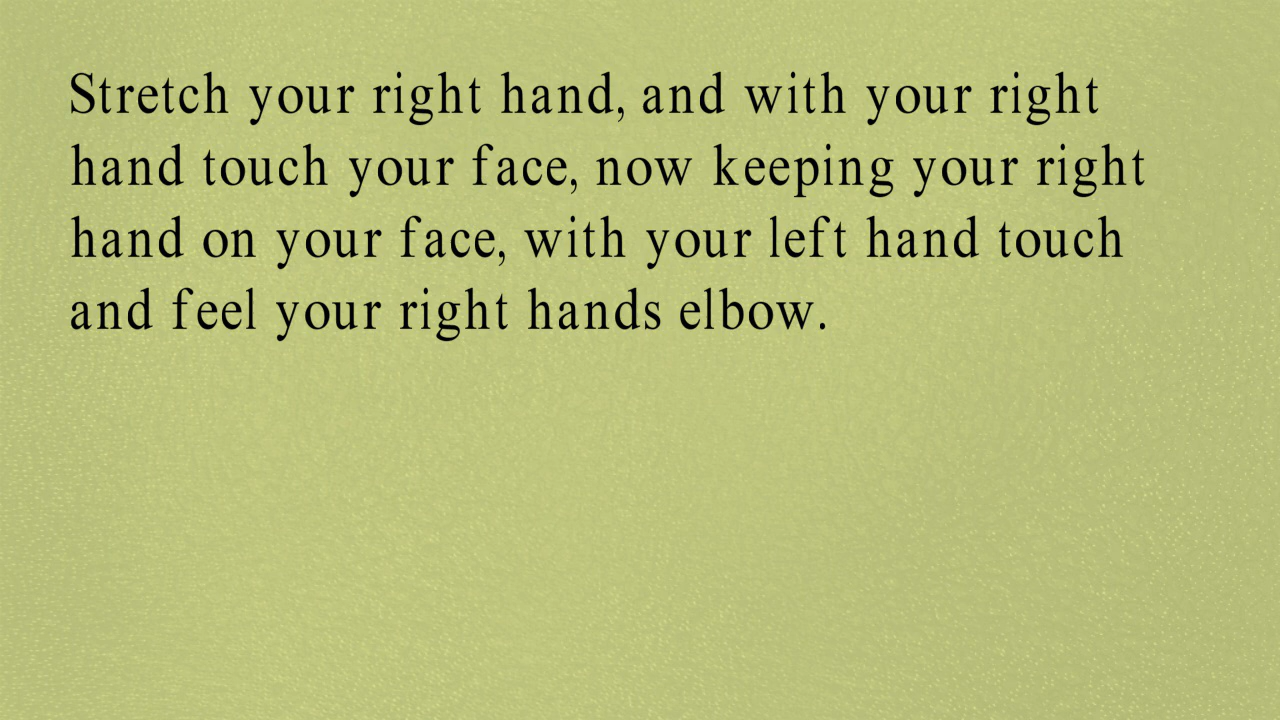 Stretch your right hand, and with your right
hand touch your face, now keeping your right
hand on your face, with your left hand touch
and feel your right hands elbow.